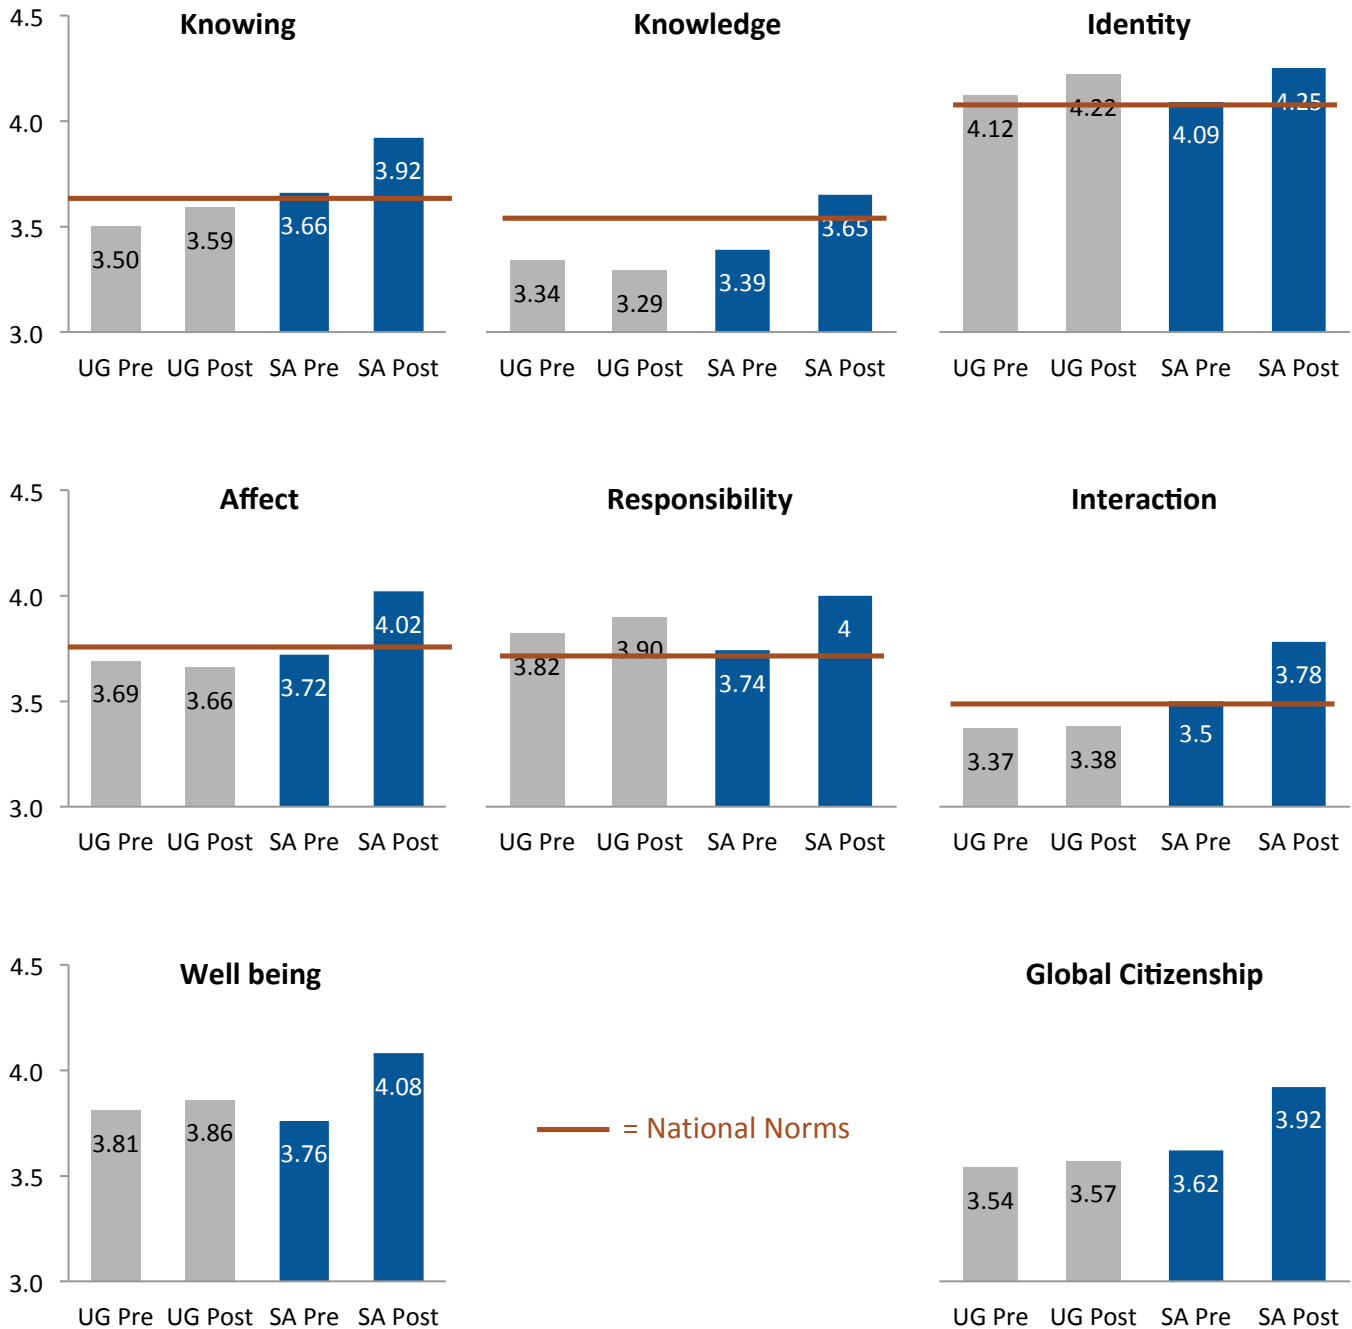 Knowing Knowledge Identity
4.5
4.0
3.5
3.0
3.50 3.59 3.66 3.92
3.34 3.29 3.39 3.65
4.12 4.22 4.09 4.25
UG Pre UG Post SA Pre SA Post UG Pre UG Post SA Pre SA Post UG Pre UG Post SA Pre SA Post
Affect Responsibility Interaction
4.5
4.0
3.5
3.0
3.69 3.66 3.72 4.02
3.82 3.90 3.74 4
3.37 3.38 3.5 3.78
UG Pre UG Post SA Pre SA Post UG Pre UG Post SA Pre SA Post UG Pre UG Post SA Pre SA Post
Well being Global Citizenship
4.5
4.0
3.5
3.0
3.81 3.86 3.76 4.08
= National Norms
3.54 3.57 3.62 3.92
UG Pre UG Post SA Pre SA Post UG Pre UG Post SA Pre SA Post